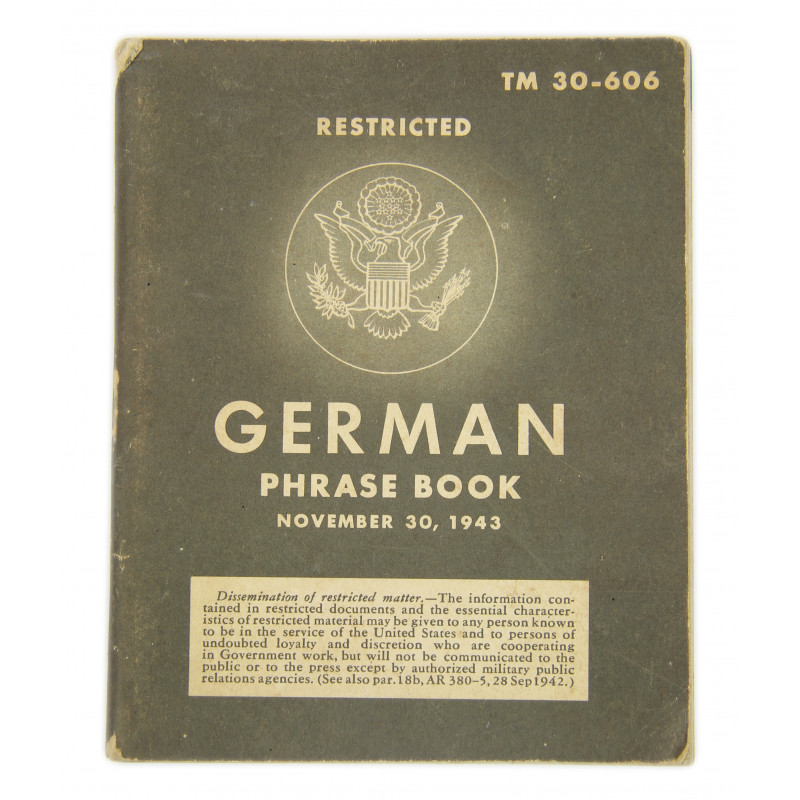 TM 30-606
RESTRICTED
GERMAN
PHRASE BOOK
NOVEMBER 30, 1943
Dissemination of restricted matter.—The information con-
tained in restricted documents and the essential character-
istics of restricted material may be given to any person known
to be in the service of the United States and to persons of
undoubted loyalty and discretion who are cooperating
in Government work, but will not be communicated to the
public or to the press except by authorized military public
relations agencies. (See also par.18b, AR 380-5, 28 Sep1942.)